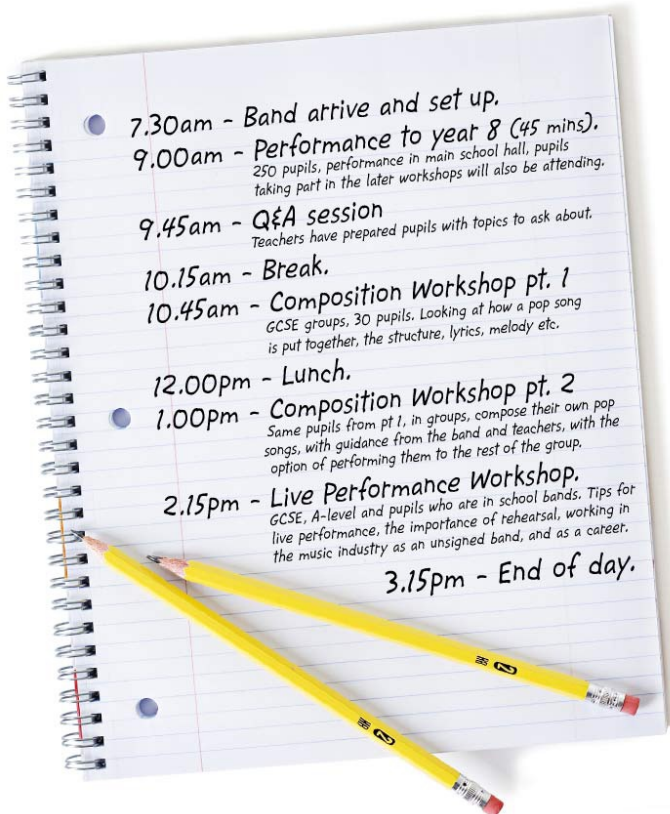 7.30am - Band arrive and set up.
9.00am - Performance to year 8 (45 mins).
250 pupils, performance in main school hall, pupils
taking part in the later workshops will also be attending.
9.45am - Q&A session
Teachers have prepared pupils with topics to ask about.
10.15am - Break.
10.45am - Composition Workshop pt. 1
GCSE groups, 30 pupils. Looking at how a pop song
is put together, the structure, lyrics, melody etc.
12.00pm - Lunch.
1.00pm - Composition Workshop pt. 2
Same pupils from pt 1, in groups, compose their own pop
songs, with guidance from the band and teachers, with the
option of performing them to the rest of the group.
2.15pm - Live Performance Workshop.
GCSE, A-level and pupils who are in school bands. Tips for
live performance, the importance of rehearsal, working in
the music industry as an unsigned band, and as a career.
3.15pm - End of day.
HB 2
HB 2